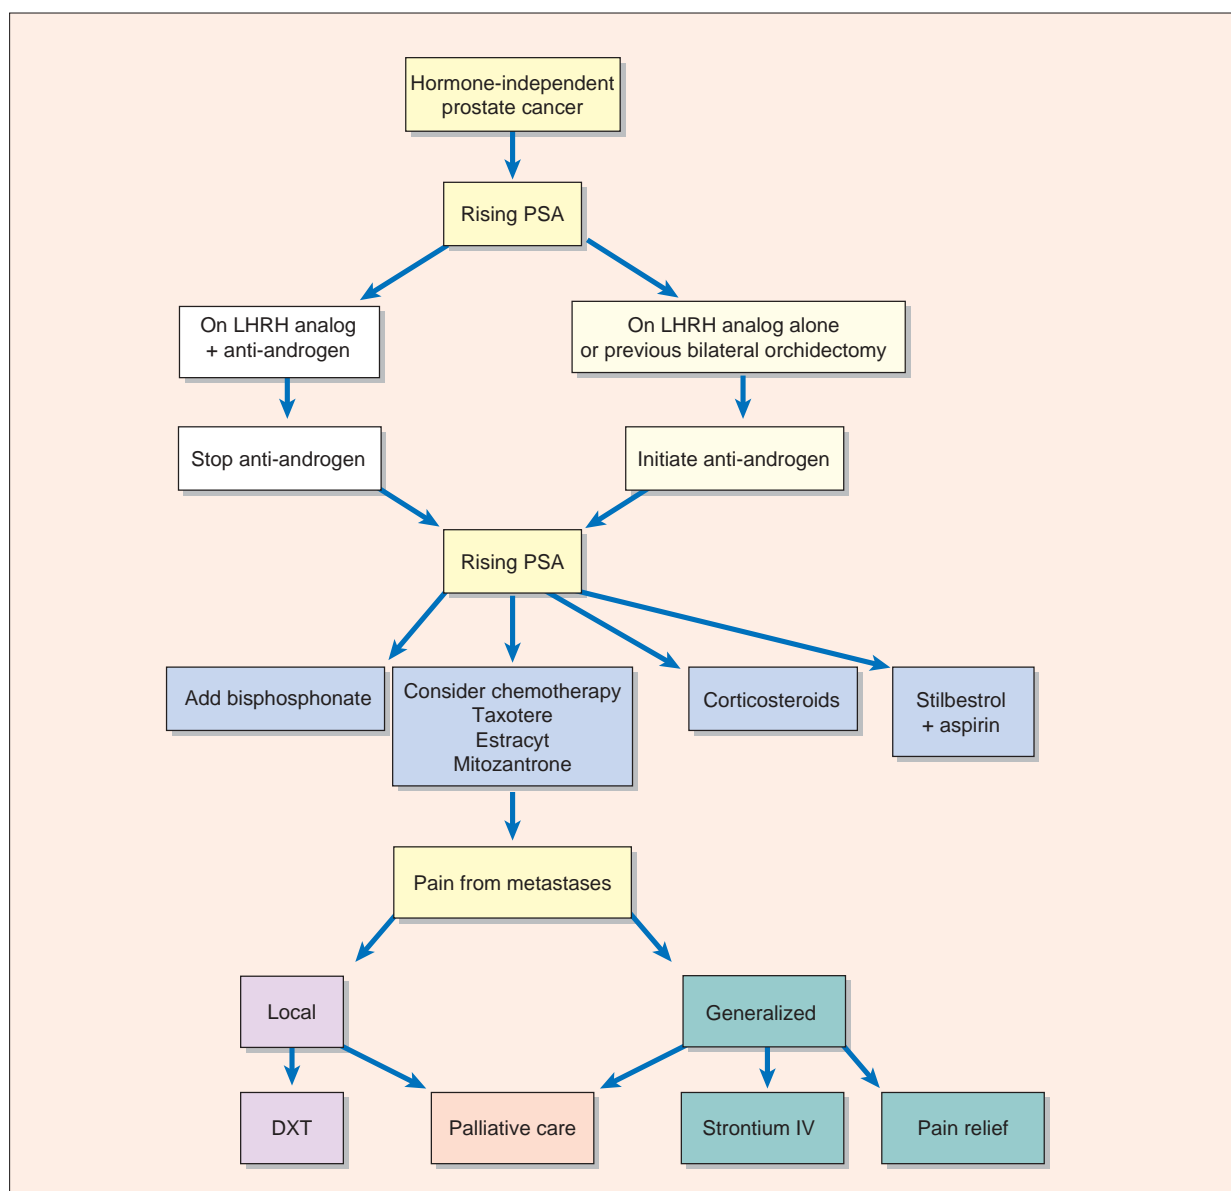 Hormone-independent
prostate cancer
Rising PSA
On LHRH analog
+ anti-androgen
On LHRH analog alone
or previous bilateral orchidectomy
Stop anti-androgen
Initiate anti-androgen
Rising PSA
Add bisphosphonate
Consider chemotherapy
Taxotere
Estracyt
Mitozantrone
Corticosteroids
Stilbestrol
+ aspirin
Pain from metastases
Local
Generalized
DXT
Palliative care
Strontium IV
Pain relief